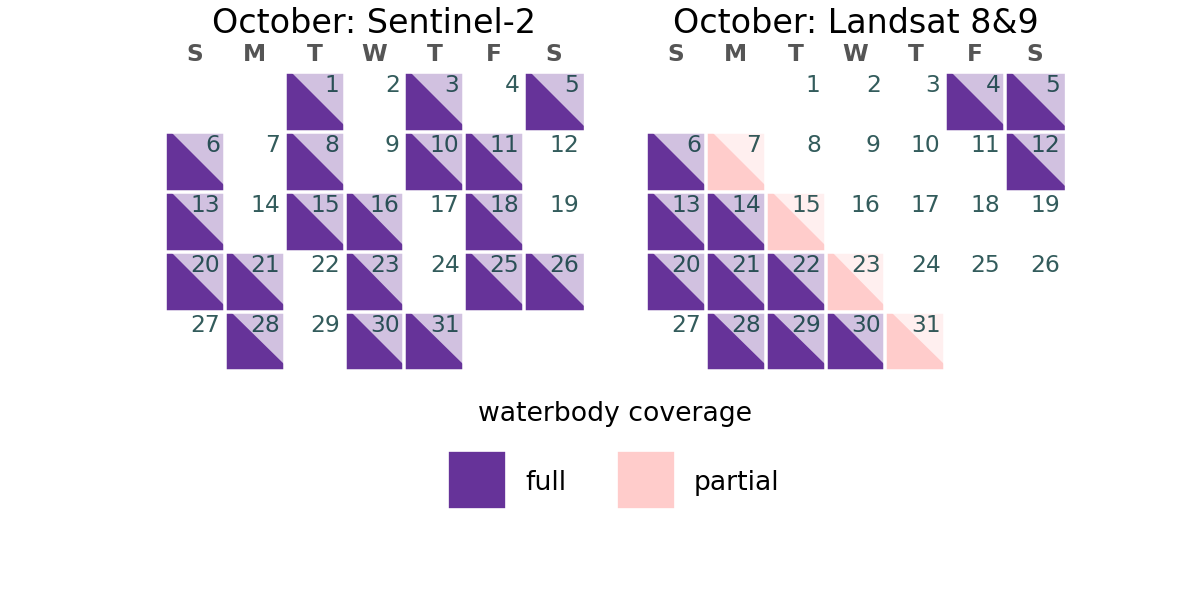 October: Sentinel-2
S M T W T F S
1 2 3 4 5
6 7 8 9 10 11 12
13 14 15 16 17 18 19
20 21 22 23 24 25 26
27 28 29 30 31
October: Landsat 8&9
S M T W T F S
1 2 3 4 5
6 7 8 9 10 11 12
13 14 15 16 17 18 19
20 21 22 23 24 25 26
27 28 29 30 31
waterbody coverage
full partial